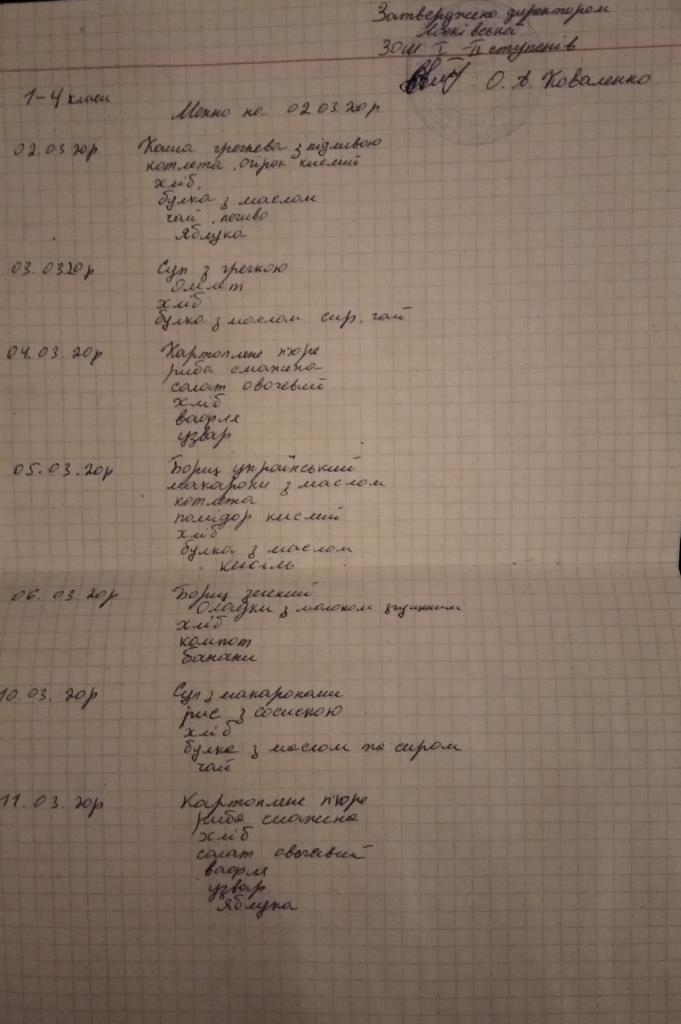 Затверджено директором
ЗОШ І - ІІ ступенів
О. А. Коваленко
1-4 класи
Меню на 02.03.20р
02.03.20р Каша гречнева з підливою
котлета, огірок кислий
хліб,
булка з маслом
чай, печиво
яблука
03.03.20р Суп з гречкою
Омлет
хліб
булка з маслом сир, чай
04.03.20р Картопляне пюре
риба смажена
салат овочевий
хліб
вафля
узвар
05.03.20р Борщ український
макарони з маслом
котлета
помідор кислий
хліб
булка з маслом
кисіль
06.03.20р Борщ зелений
Оладки з молоком згущеним
хліб
компот
банани
10.03.20р Суп з макаронами
рис з сосискою
хліб
булка з маслом та сиром
чай
11.03.20р Картопляне п'юре
риба смажена
хліб
салат овочевий
вафля
узвар
яблука